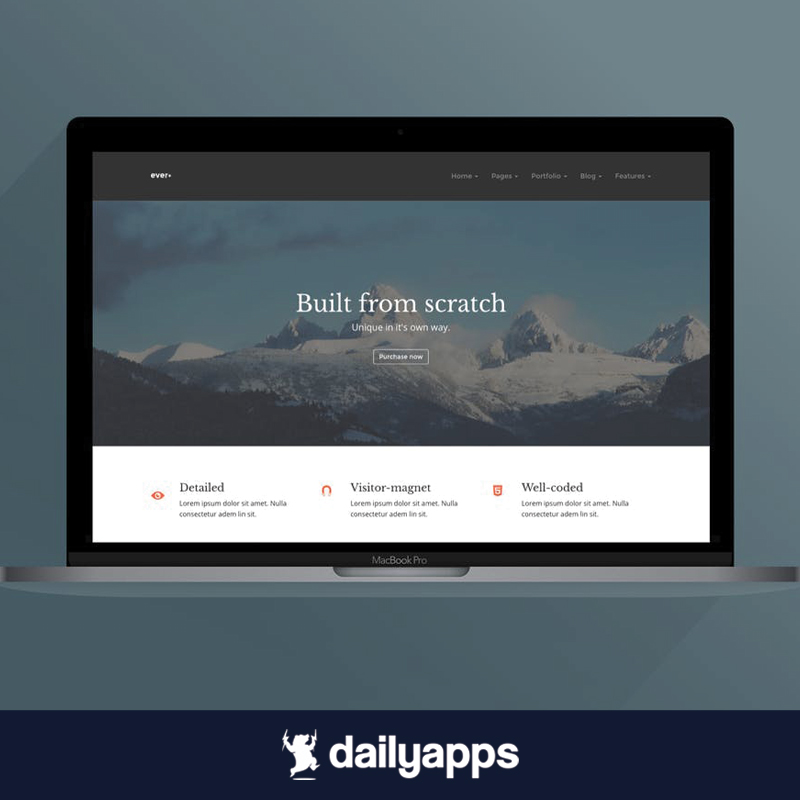 ever•
Home Pages Portfolio Blog Features
Built from scratch
Unique in it's own way.
Purchase now
Detailed
Lorem ipsum dolor sit amet. Nulla
consectetur adem lin sit.
Visitor-magnet
Lorem ipsum dolor sit amet. Nulla
consectetur adem lin sit.
Well-coded
Lorem ipsum dolor sit amet. Nulla
consectetur adem lin sit.
MacBook Pro
dailyapps